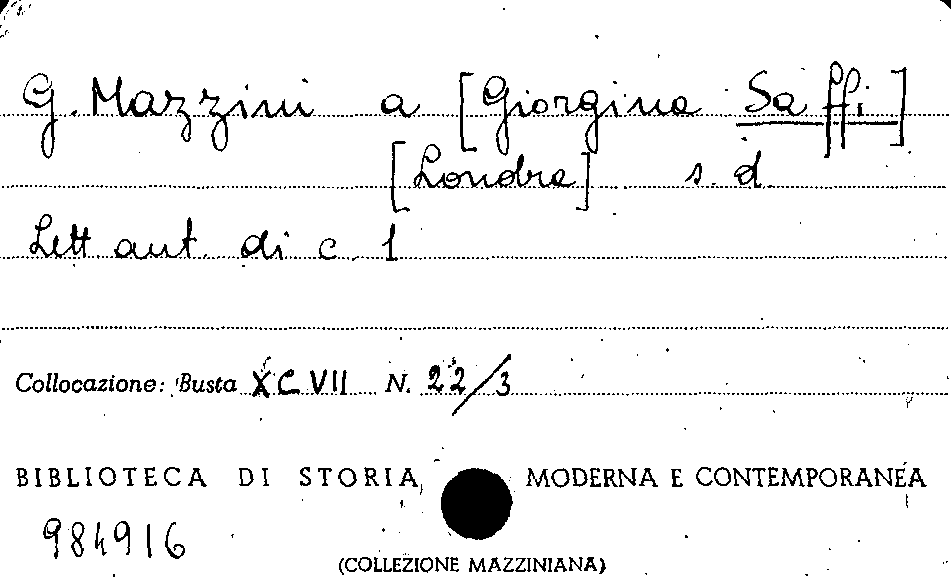 G. Mazzini a [Giorgina Saffi]
[Londra] s. d.
Lett. aut. di c. 1
Collocazione: Busta XCVII N. 22/3
BIBLIOTECA DI STORIA MODERNA E CONTEMPORANEA
984916
(COLLEZIONE MAZZINIANA)